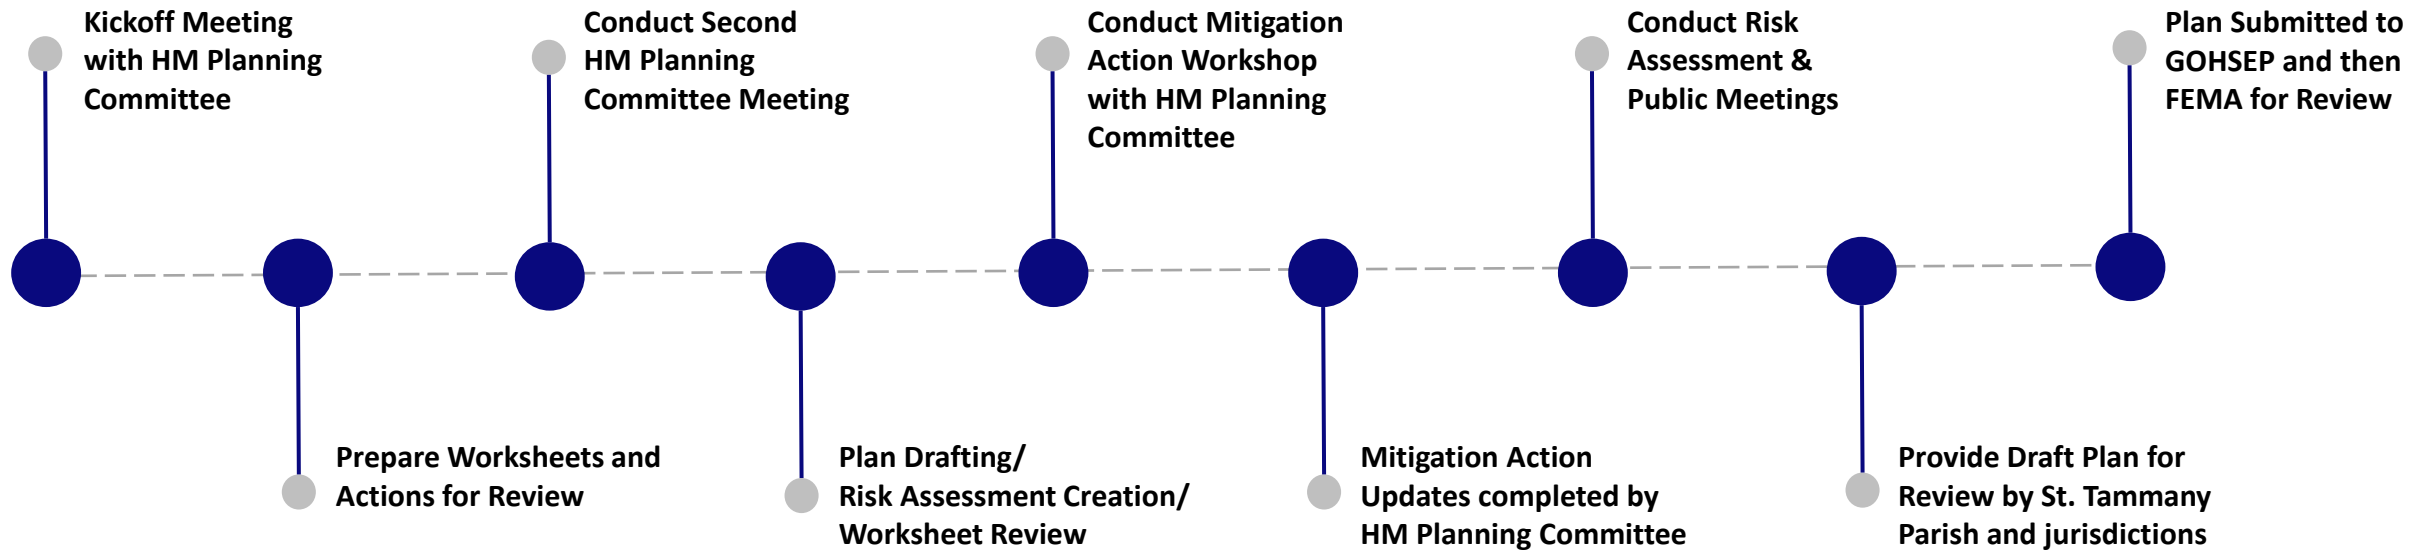 Kickoff Meeting
with HM Planning
Committee
Prepare Worksheets and
Actions for Review
Conduct Second
HM Planning
Committee Meeting
Plan Drafting/
Risk Assessment Creation/
Worksheet Review
Conduct Mitigation
Action Workshop
with HM Planning
Committee
Mitigation Action
Updates completed by
HM Planning Committee
Conduct Risk
Assessment &
Public Meetings
Provide Draft Plan for
Review by St. Tammany
Parish and jurisdictions
Plan Submitted to
GOHSEP and then
FEMA for Review